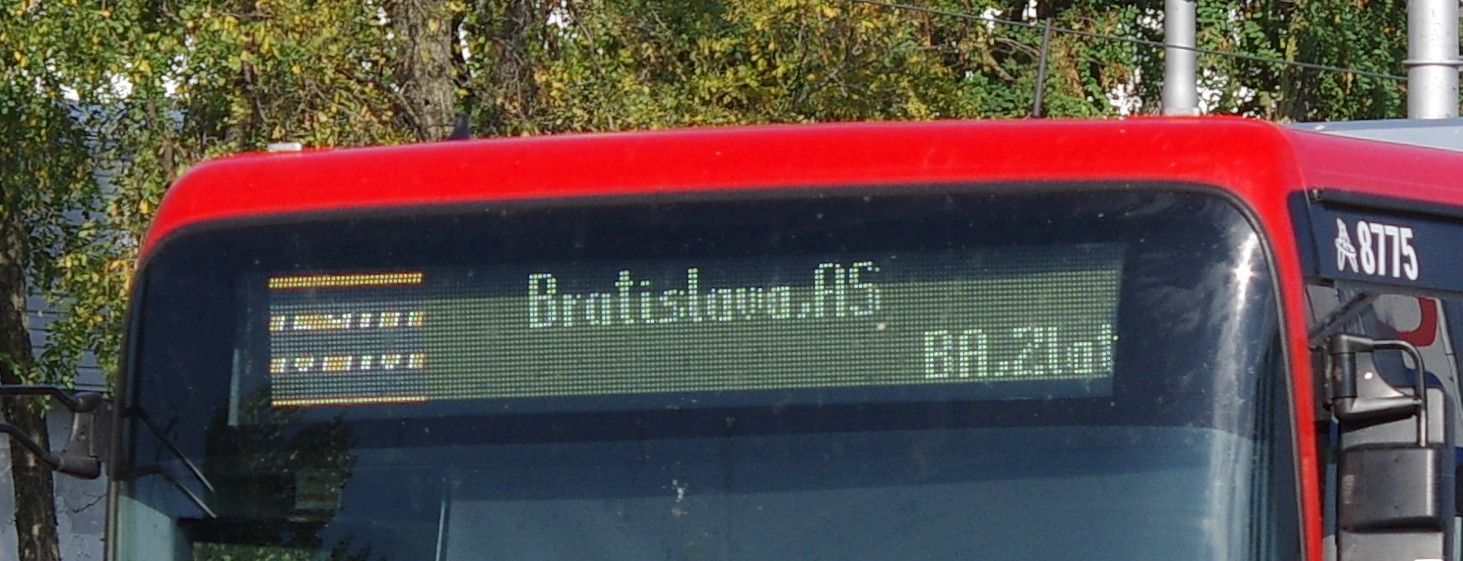 Bratislava,AS
BA,Zlat
A 8775